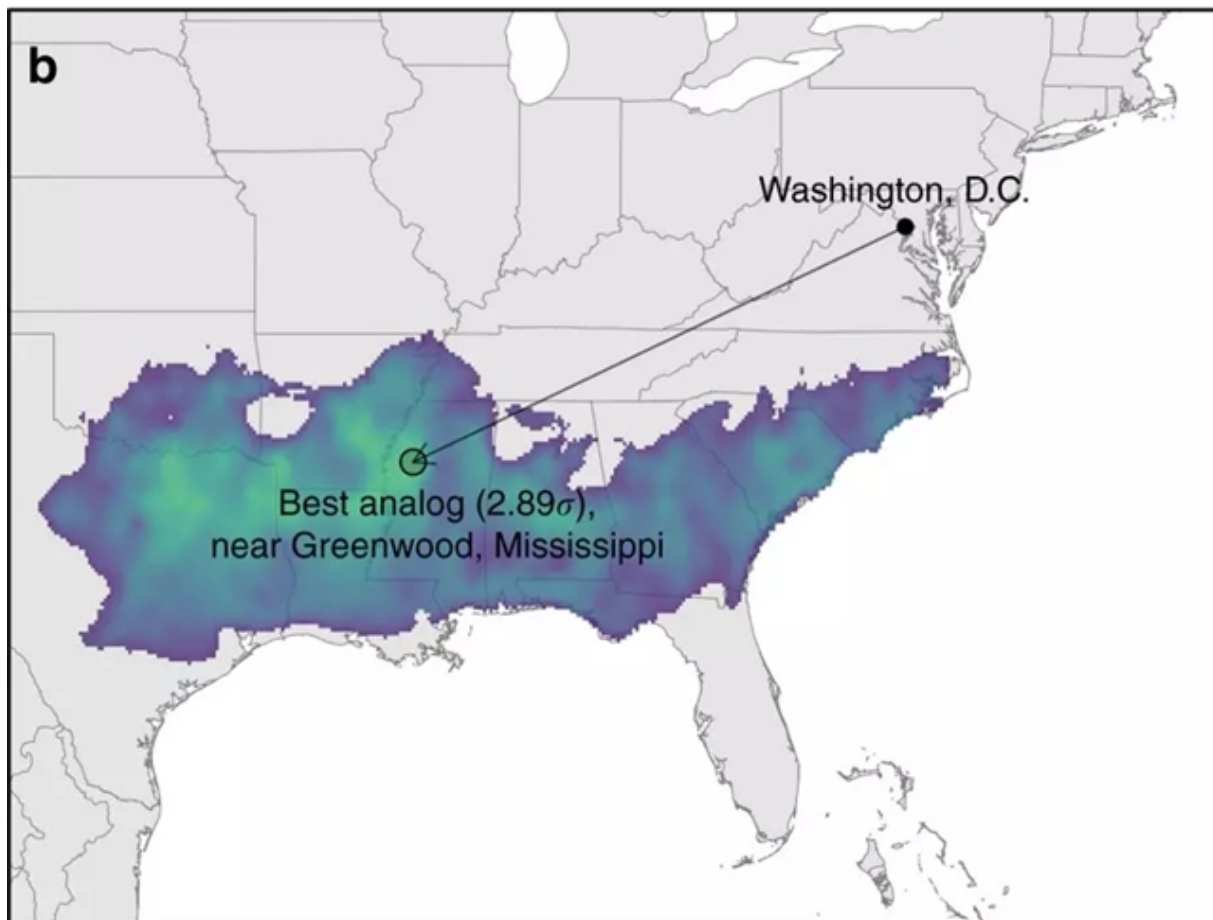 b
Washington, D.C.
Best analog (2.89σ),
near Greenwood, Mississippi